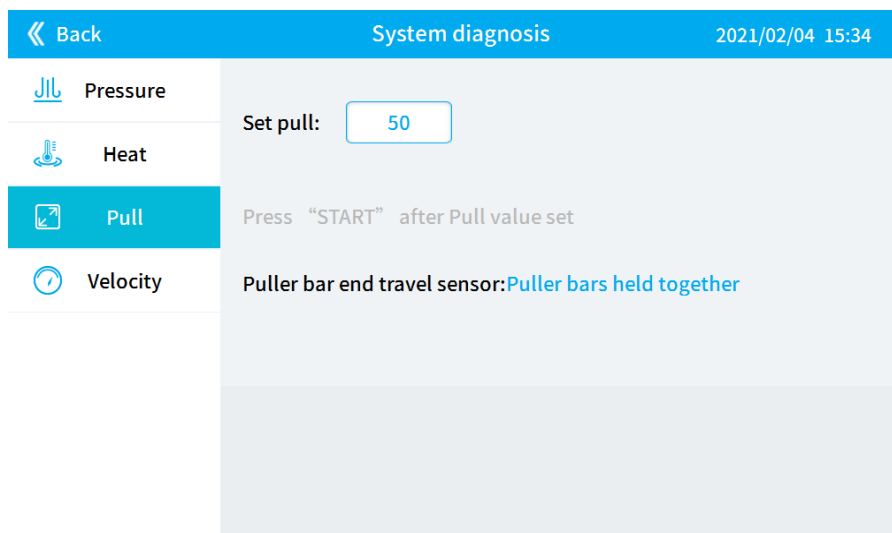 Back
System diagnosis
2021/02/04 15:34
Pressure
Heat
Pull
Velocity
Set pull: 50
Press “START” after Pull value set
Puller bar end travel sensor:Puller bars held together